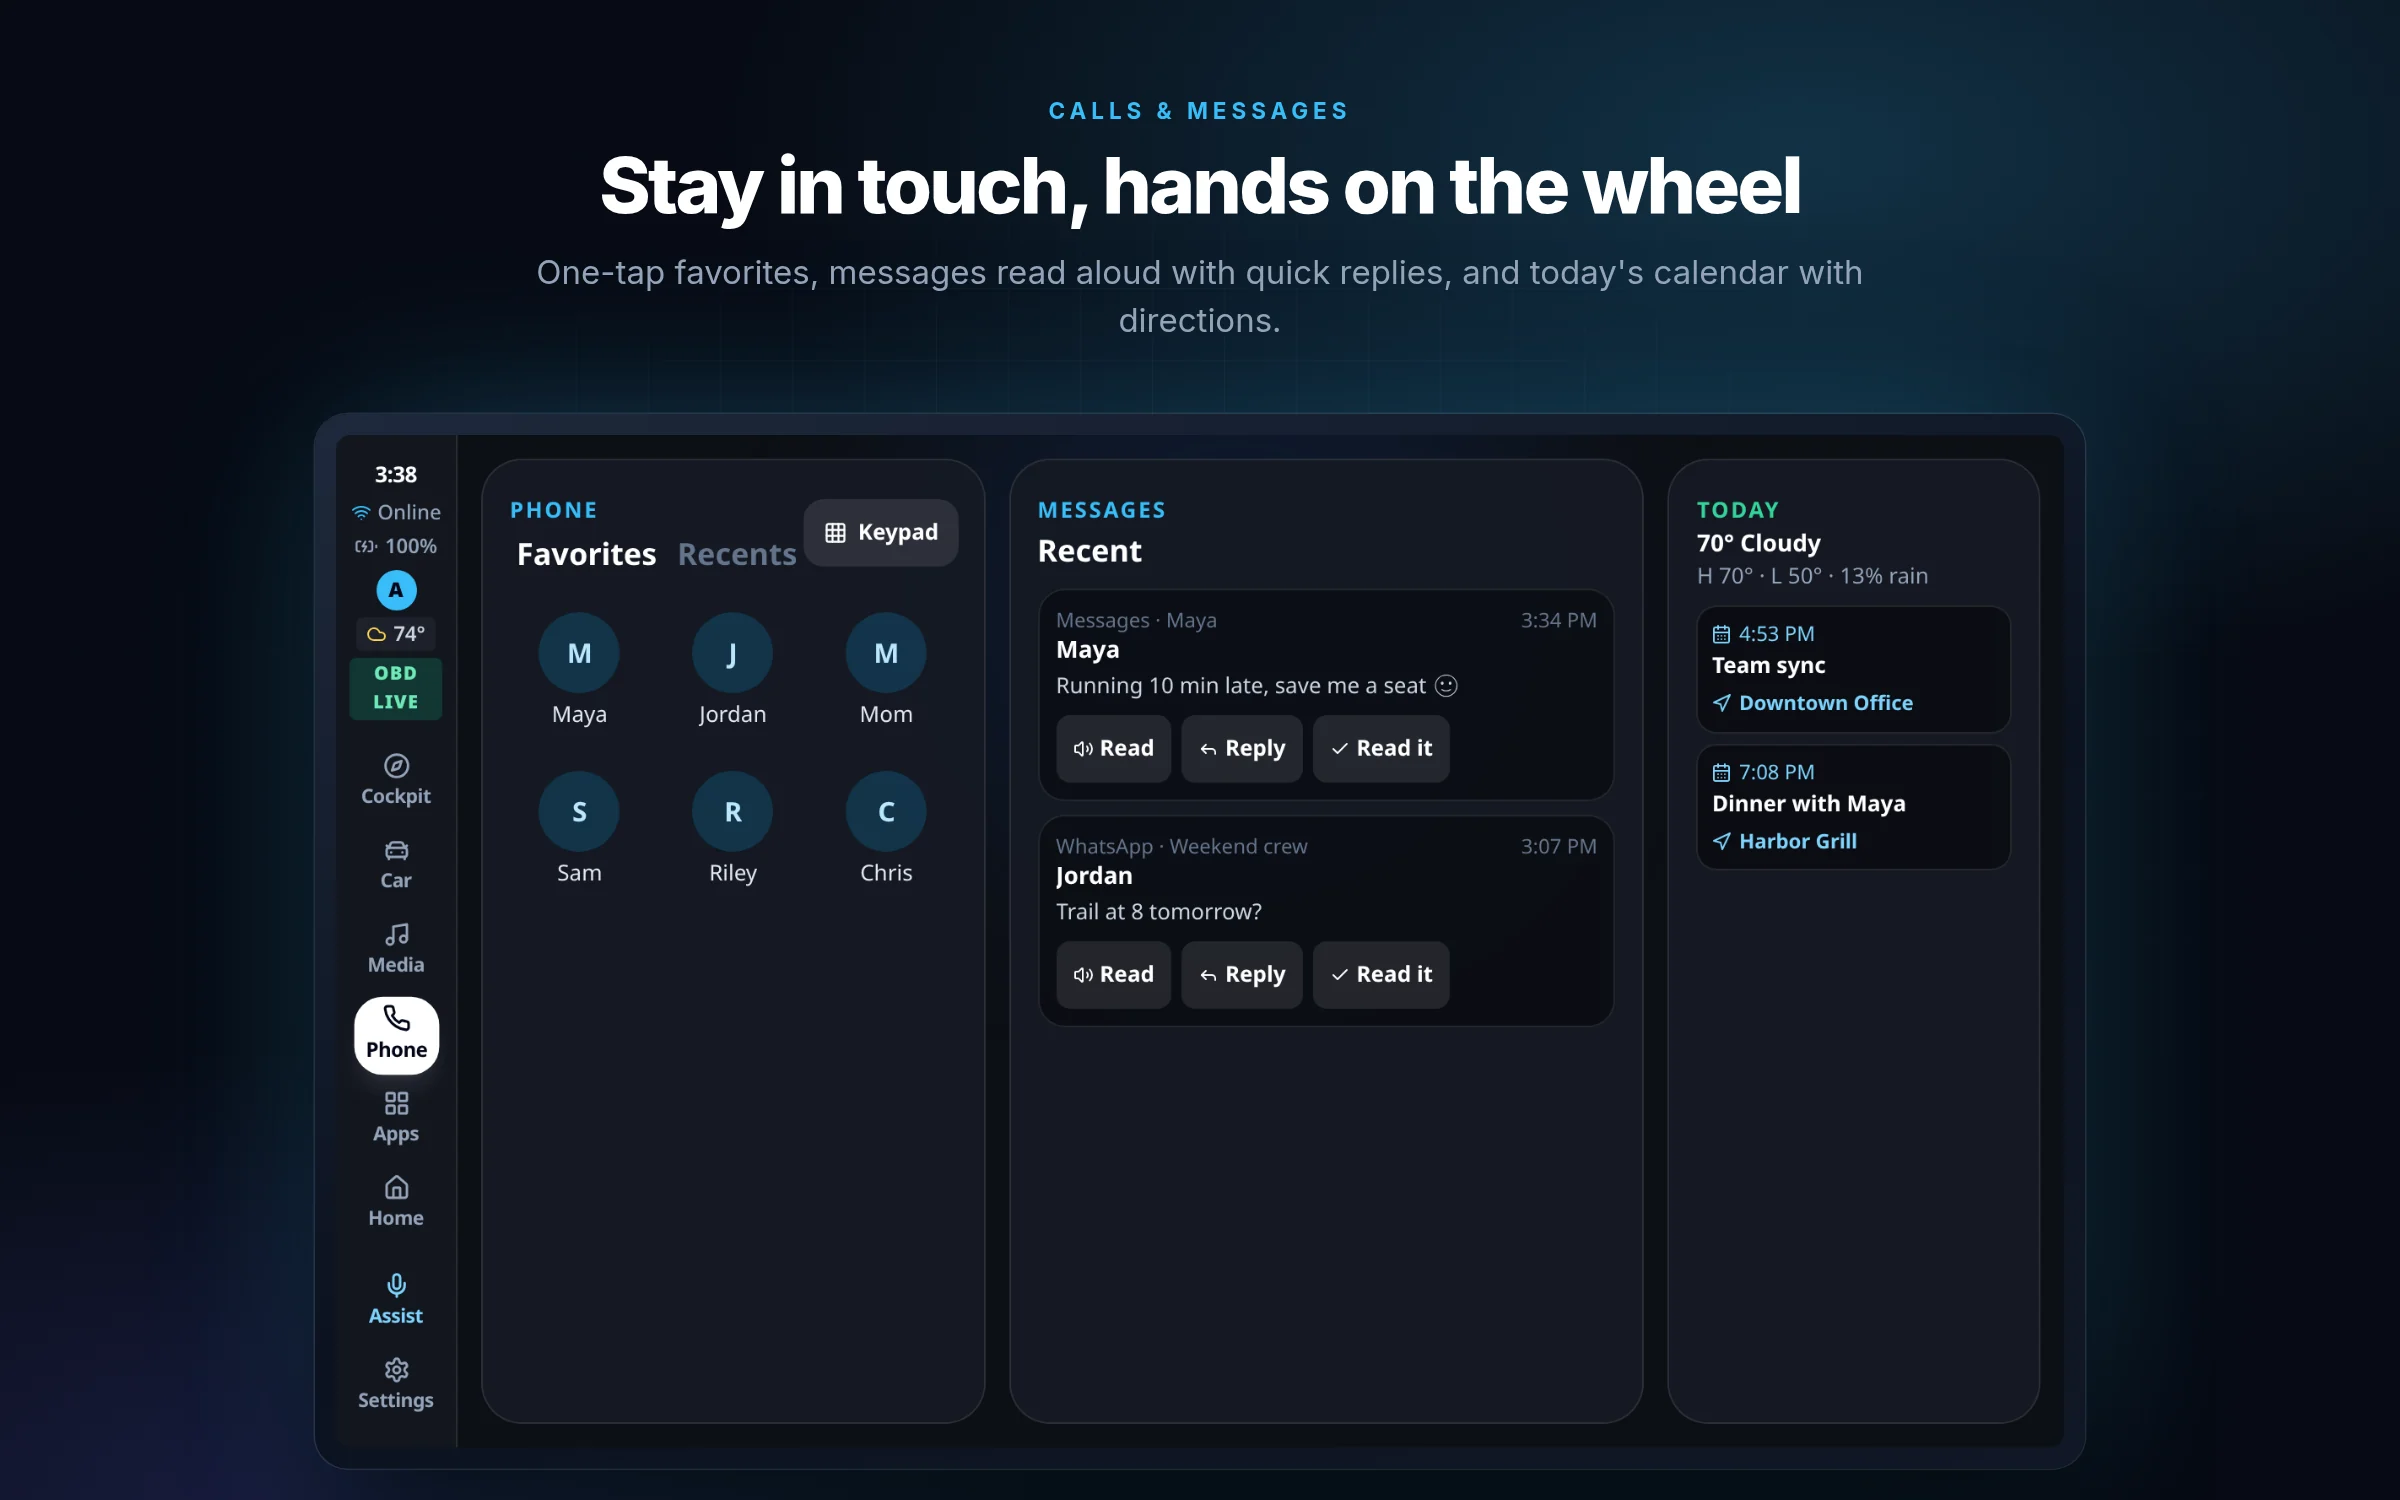 CALLS & MESSAGES
Stay in touch, hands on the wheel
One-tap favorites, messages read aloud with quick replies, and today's calendar with
directions.
3:38
Online
100%
A
74°
OBD
LIVE
Cockpit
Car
Media
Phone
Apps
Home
Assist
Settings
PHONE
Favorites Recents
Keypad
M
Maya
J
Jordan
M
Mom
S
Sam
R
Riley
C
Chris
MESSAGES
Recent
Messages · Maya 3:34 PM
Maya
Running 10 min late, save me a seat 🙂
Read Reply Read it
WhatsApp · Weekend crew 3:07 PM
Jordan
Trail at 8 tomorrow?
Read Reply Read it
TODAY
70° Cloudy
H 70° · L 50° · 13% rain
4:53 PM
Team sync
Downtown Office
7:08 PM
Dinner with Maya
Harbor Grill